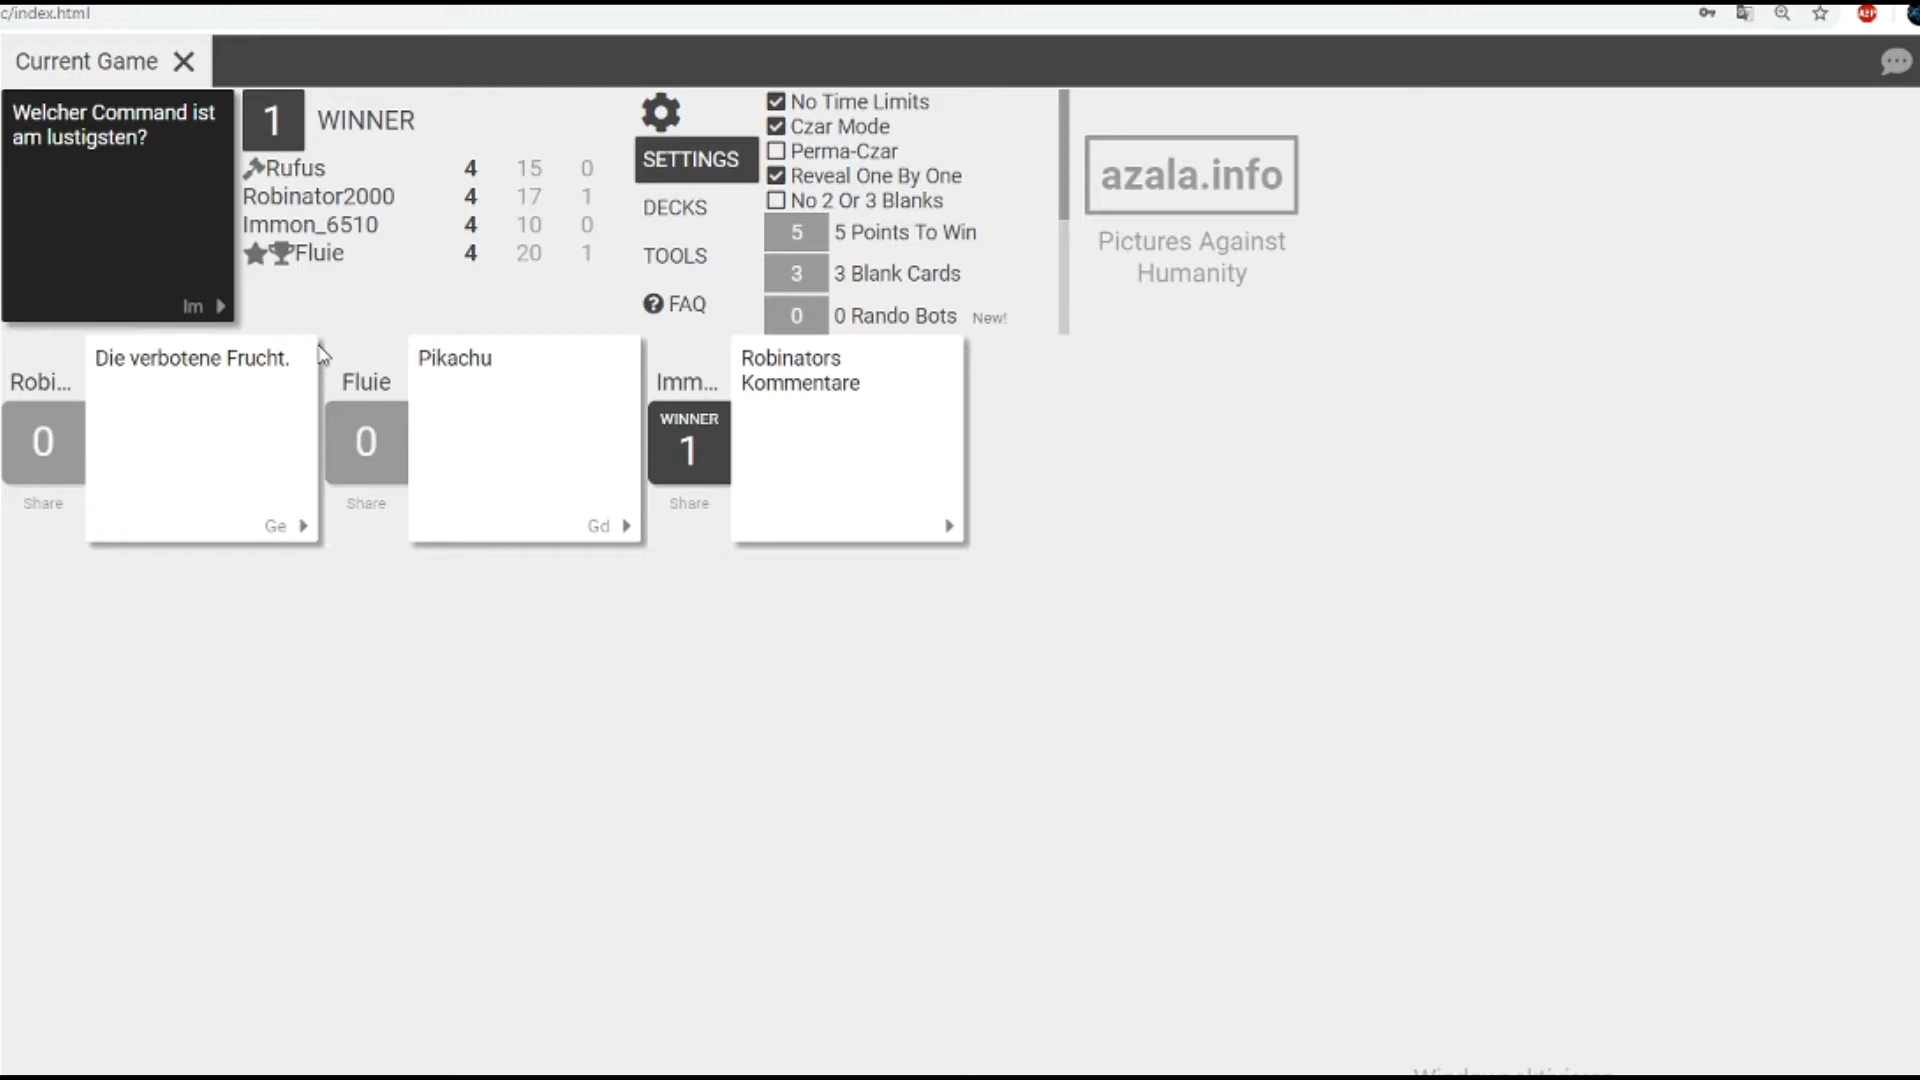 c/index.html
Current Game
Welcher Command ist
am lustigsten?
Im
1 WINNER
Rufus 4 15 0
Robinator2000 4 17 1
Immon_6510 4 10 0
Fluie 4 20 1
SETTINGS
DECKS
TOOLS
? FAQ
No Time Limits
Czar Mode
Perma-Czar
Reveal One By One
No 2 Or 3 Blanks
5 5 Points To Win
3 3 Blank Cards
0 0 Rando Bots New!
azala.info
Pictures Against
Humanity
Robi...
0
Share
Die verbotene Frucht.
Ge
Fluie
0
Share
Pikachu
Gd
Imm...
WINNER
1
Share
Robinators
Kommentare